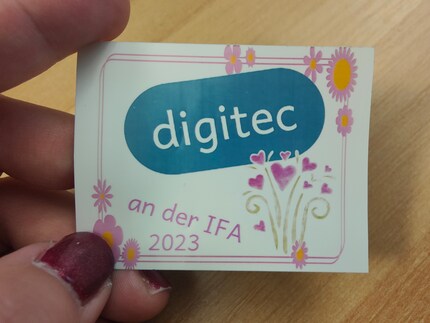 digitec
an der IFA
2023